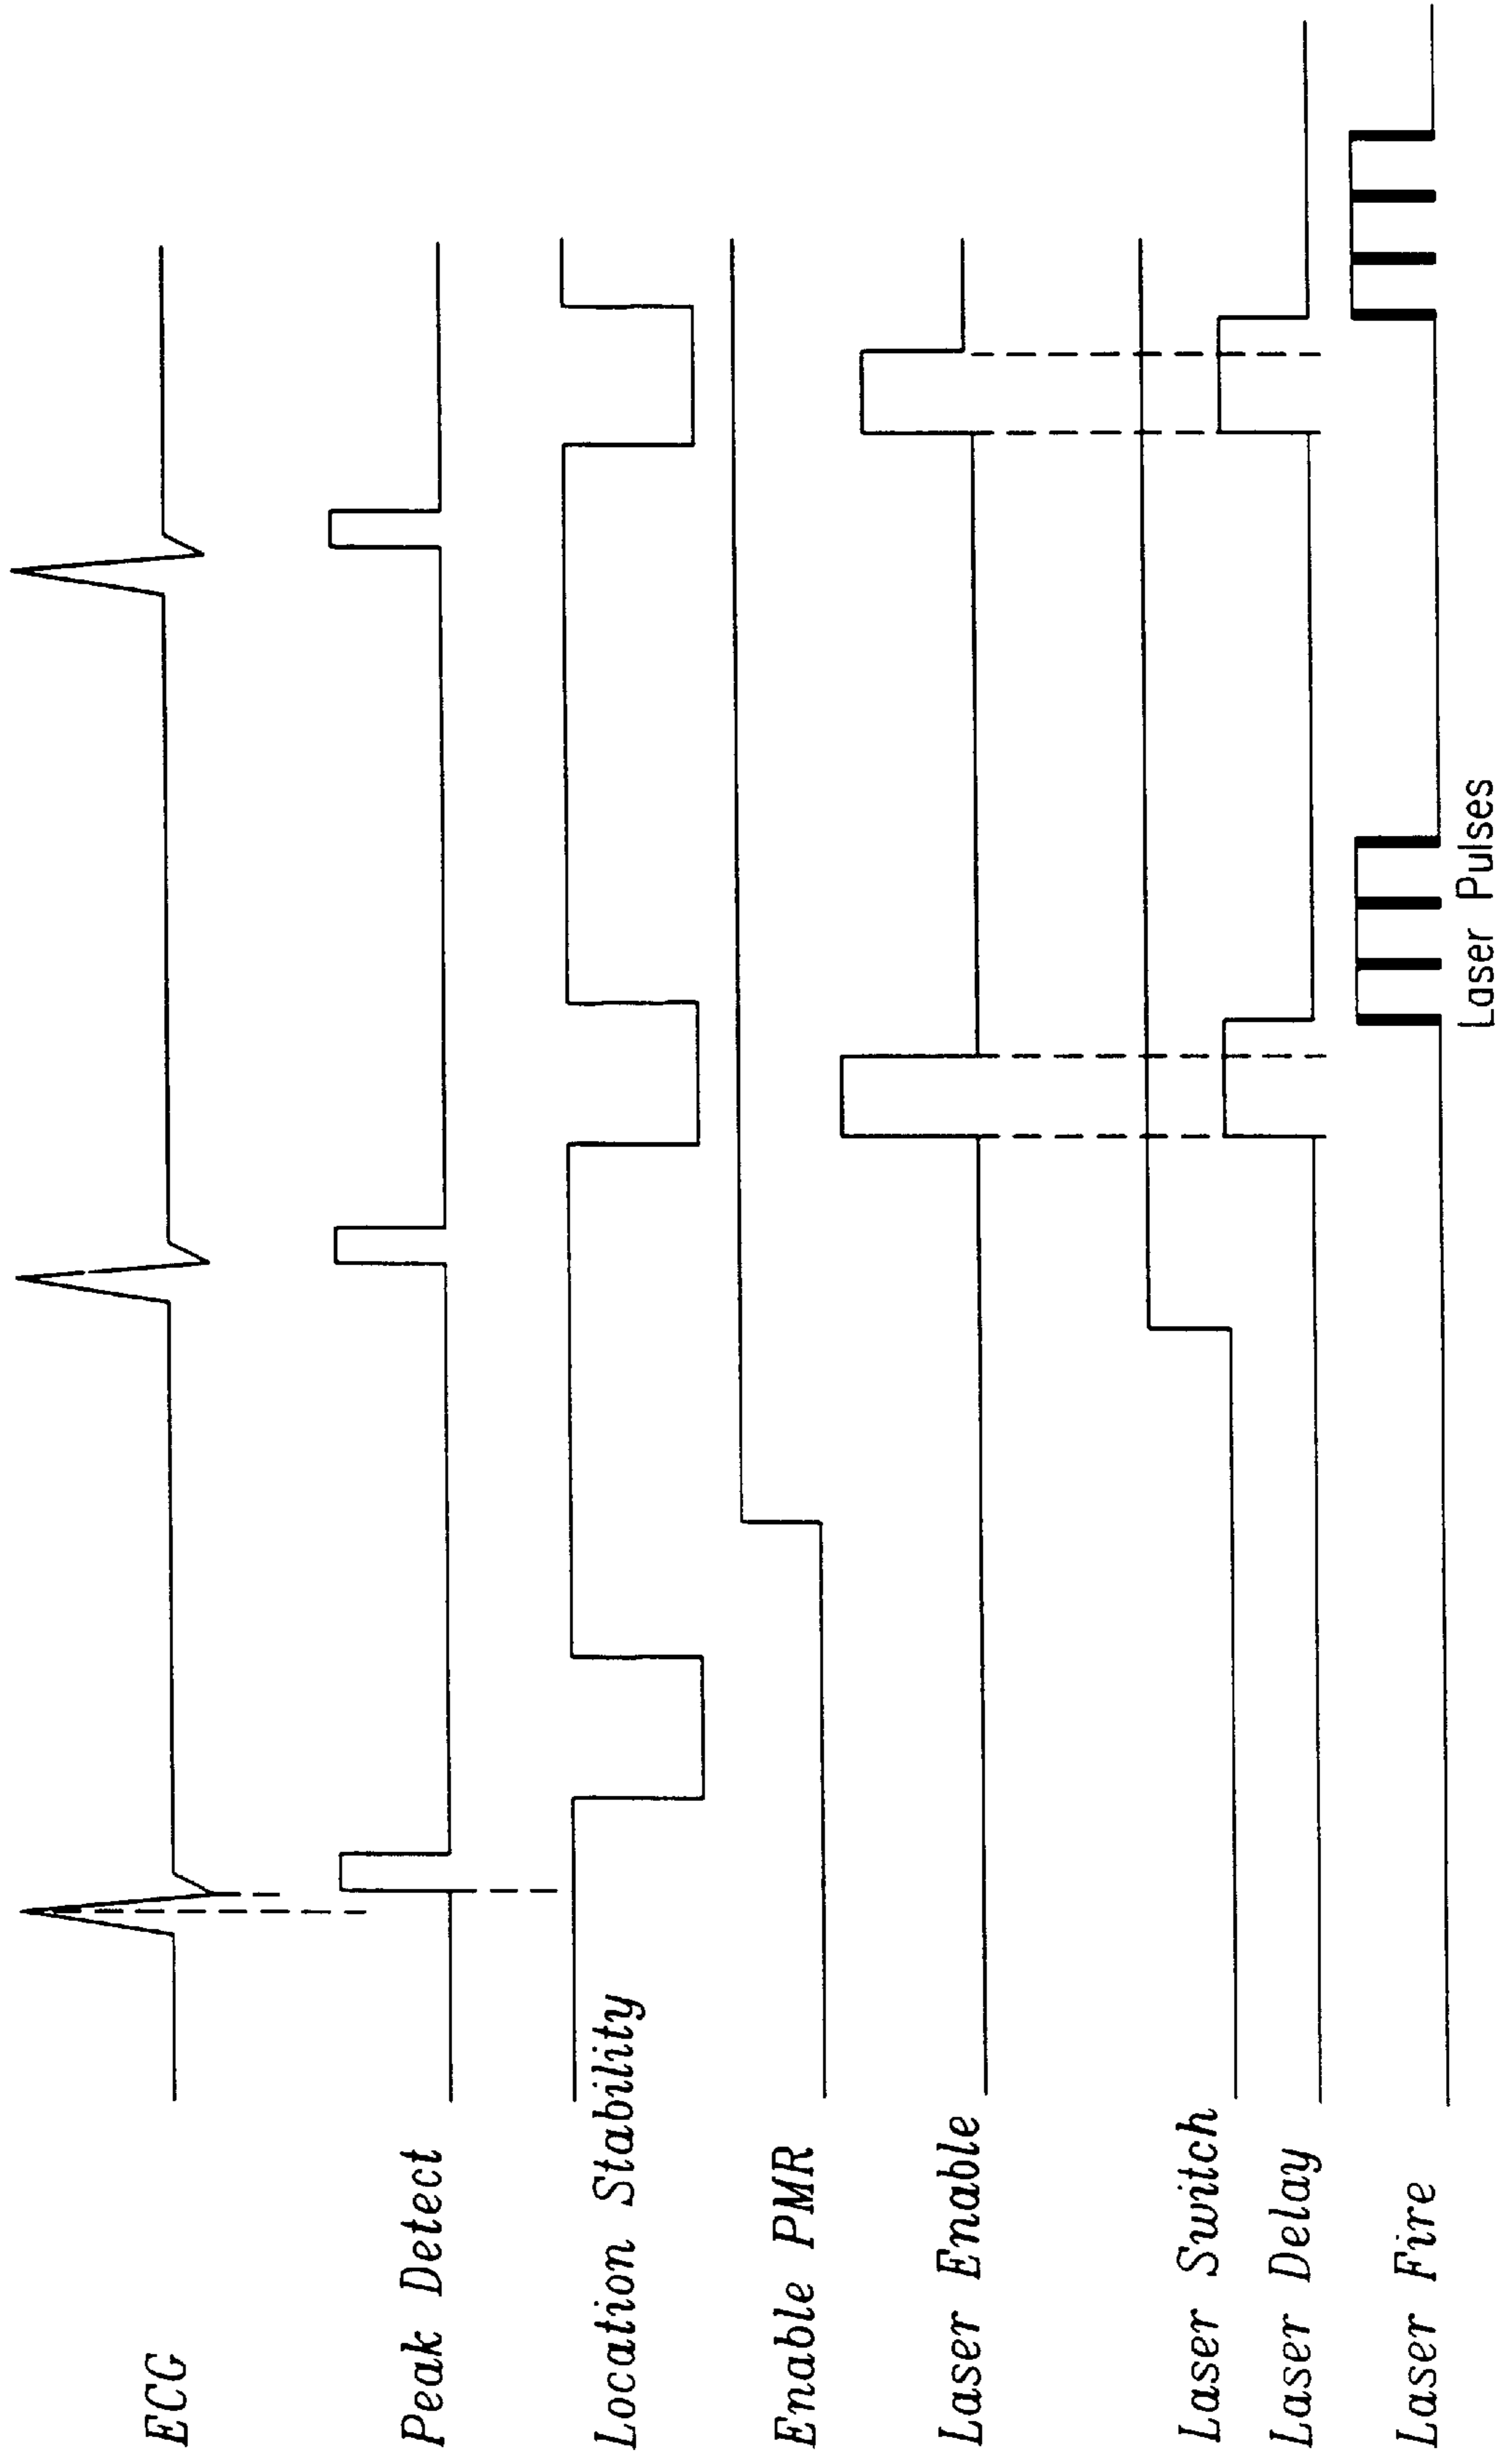 ECG
Peak Detect
Location Stability
Enable PMR
Laser Enable
Laser Switch
Laser Delay
Laser Fire
Laser Pulses